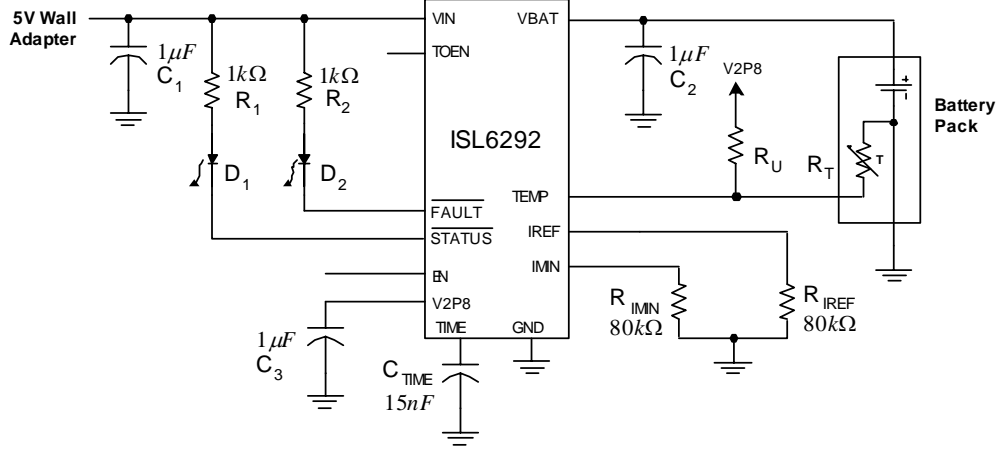 5V Wall
Adapter
VIN
VBAT
1μF
C1
1kΩ
R1
1kΩ
R2
TOEN
1μF
C2
V2P8
Battery
Pack
ISL6292
RU
RT
T
D1
D2
TEMP
FAULT
STATUS
IREF
IMIN
EN
V2P8
TIME
GND
RIMIN
80kΩ
RIREF
80kΩ
1μF
C3
CTIME
15nF